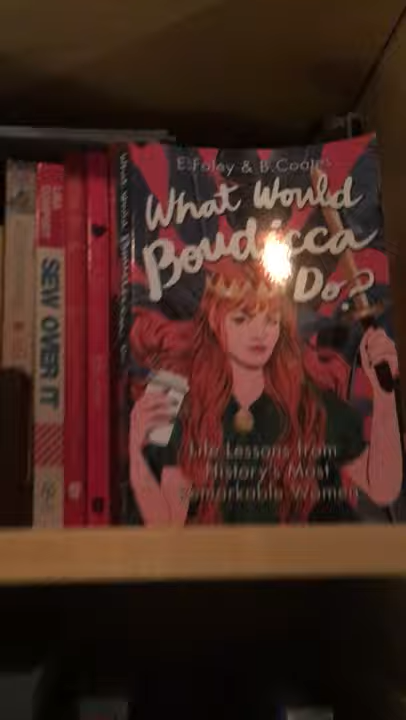 E.Foley & B.Coates
What Would
Boudicca
Do?
Life Lessons from
History's Most
Remarkable Women
SEW OVER IT